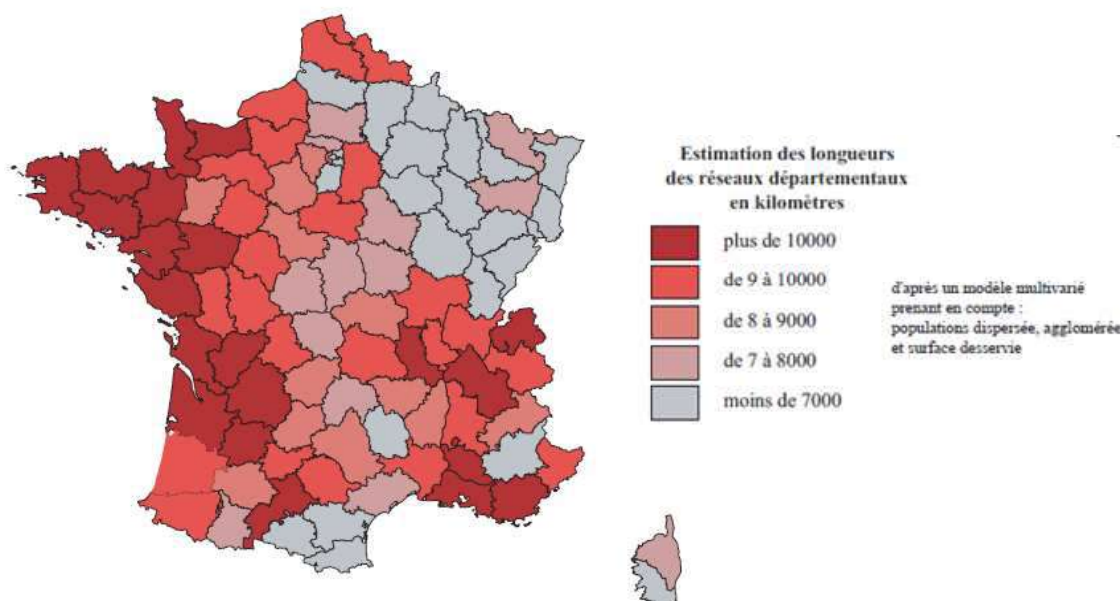 Estimation des longueurs
des réseaux départementaux
en kilomètres
plus de 10000
de 9 à 10000
de 8 à 9000
de 7 à 8000
moins de 7000
d'après un modèle multivarié
prenant en compte :
populations dispersée, agglomérée
et surface desservie